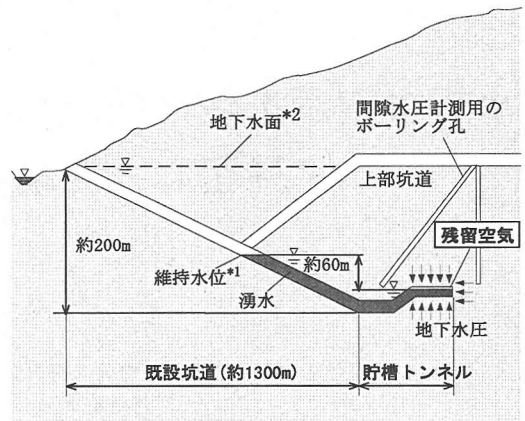 間隙水圧計測用の
ボーリング孔
地下水面*2
上部坑道
残留空気
約200m
約60m
維持水位*1
湧水
地下水圧
既設坑道(約1300m)
貯槽トンネル